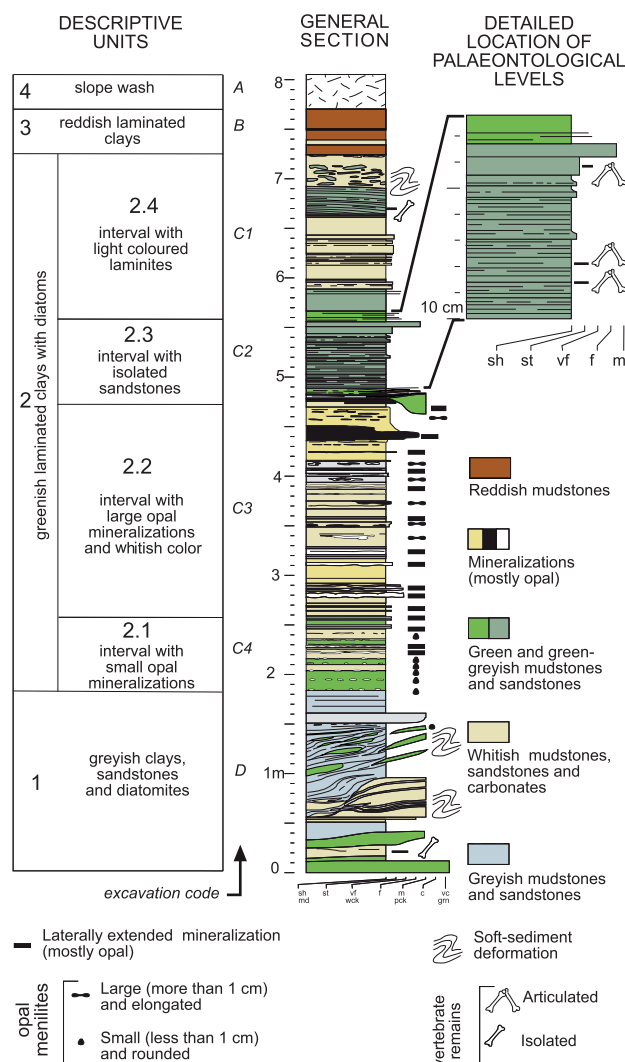 DESCRIPTIVE
UNITS
GENERAL
SECTION
DETAILED
LOCATION OF
PALAEONTOLOGICAL
LEVELS
4
slope wash
A
3
reddish laminated
clays
B
2
greenish laminated clays with diatoms
2.4
interval with
light coloured
laminites
C1
2.3
interval with
isolated
sandstones
C2
2.2
interval with
large opal
mineralizations
and whitish color
C3
2.1
interval with
small opal
mineralizations
C4
1
greyish clays,
sandstones
and diatomites
D
excavation code
8
7
6
5
4
3
2
1m
0
sh
md
st
vf
wck
f
m
pck
c
vc
grn
10 cm
sh
st
vf
f
m
Reddish mudstones
Mineralizations
(mostly opal)
Green and green-
greyish mudstones
and sandstones
Whitish mudstones,
sandstones and
carbonates
Greyish mudstones
and sandstones
Laterally extended mineralization
(mostly opal)
opal
menilites
Large (more than 1 cm)
and elongated
Small (less than 1 cm)
and rounded
Soft-sediment
deformation
vertebrate
remains
Articulated
Isolated